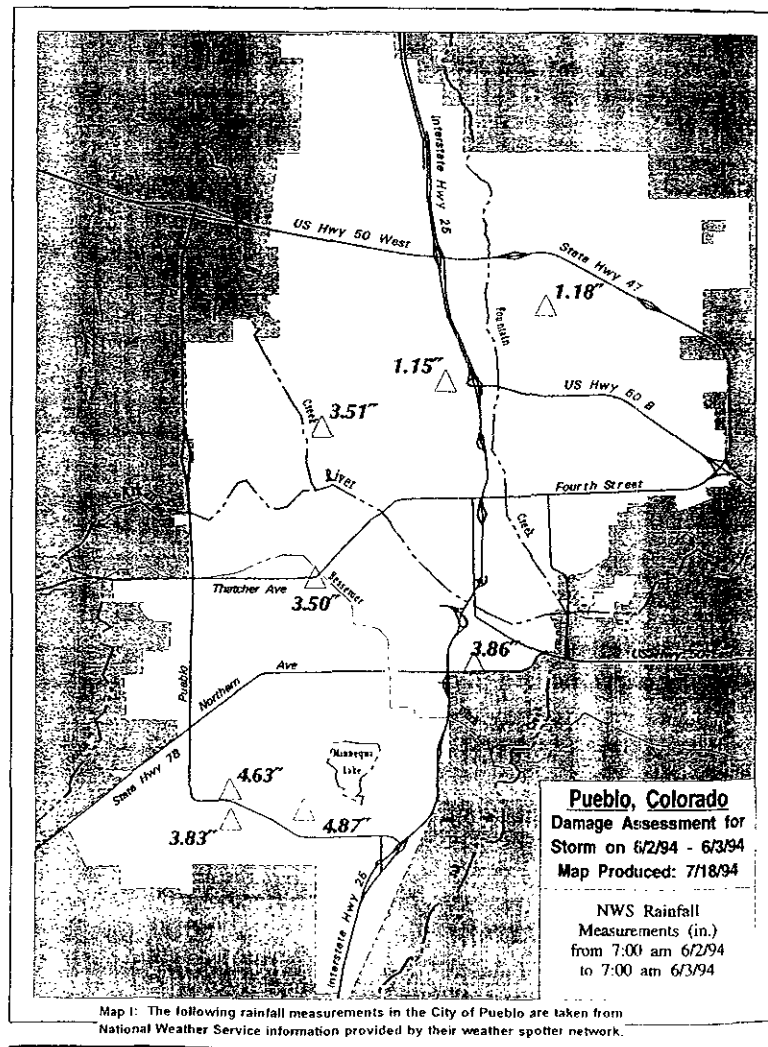 Interstate Hwy 25
US Hwy 50 West
State Hwy 47
1.18"
Fountain
1.15"
US Hwy 50 B
3.51"
Creek
River
Fourth Street
Creek
Bessemer
Thatcher Ave
3.50"
3.86"
Pueblo
Northern
Ave
State Hwy 78
Minnequa
Lake
4.63"
3.83"
4.87"
Interstate Hwy 25
Pueblo, Colorado
Damage Assessment for
Storm on 6/2/94 - 6/3/94
Map Produced: 7/18/94
NWS Rainfall
Measurements (in.)
from 7:00 am 6/2/94
to 7:00 am 6/3/94
Map I: The following rainfall measurements in the City of Pueblo are taken from
National Weather Service information provided by their weather spotter network.